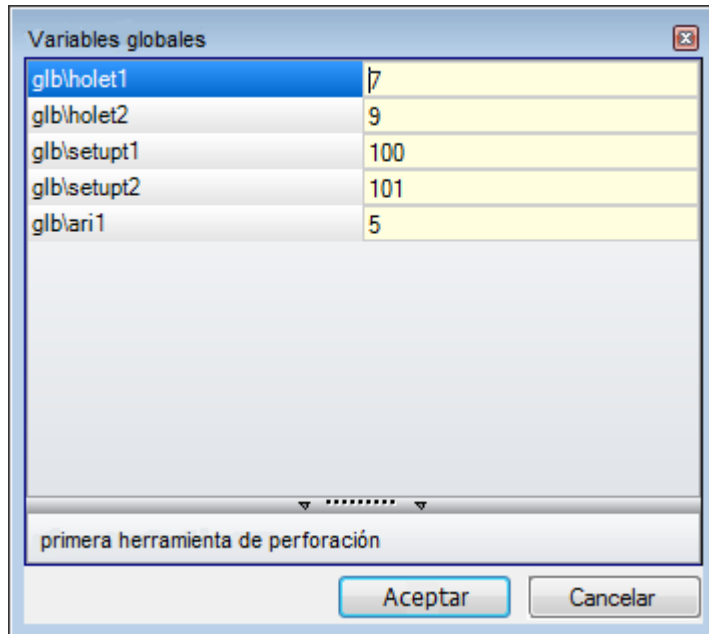 Variables globales
glb\holet1 7
glb\holet2 9
glb\setupt1 100
glb\setupt2 101
glb\ari1 5
primera herramienta de perforación
Aceptar Cancelar